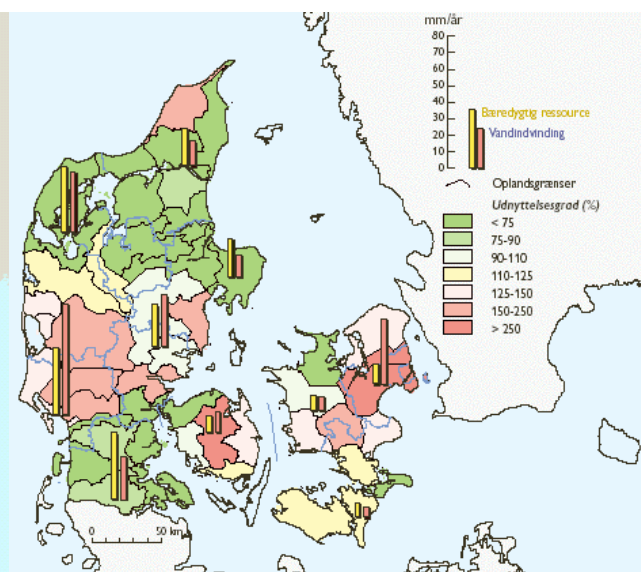 mm/år
80
70
60
50
40
30
20
10
0
Bæredygtig ressource
Vandindvinding
Oplandsgrænser
Udnyttelsesgrad (%)
< 75
75-90
90-110
110-125
125-150
150-250
> 250
0 50 km